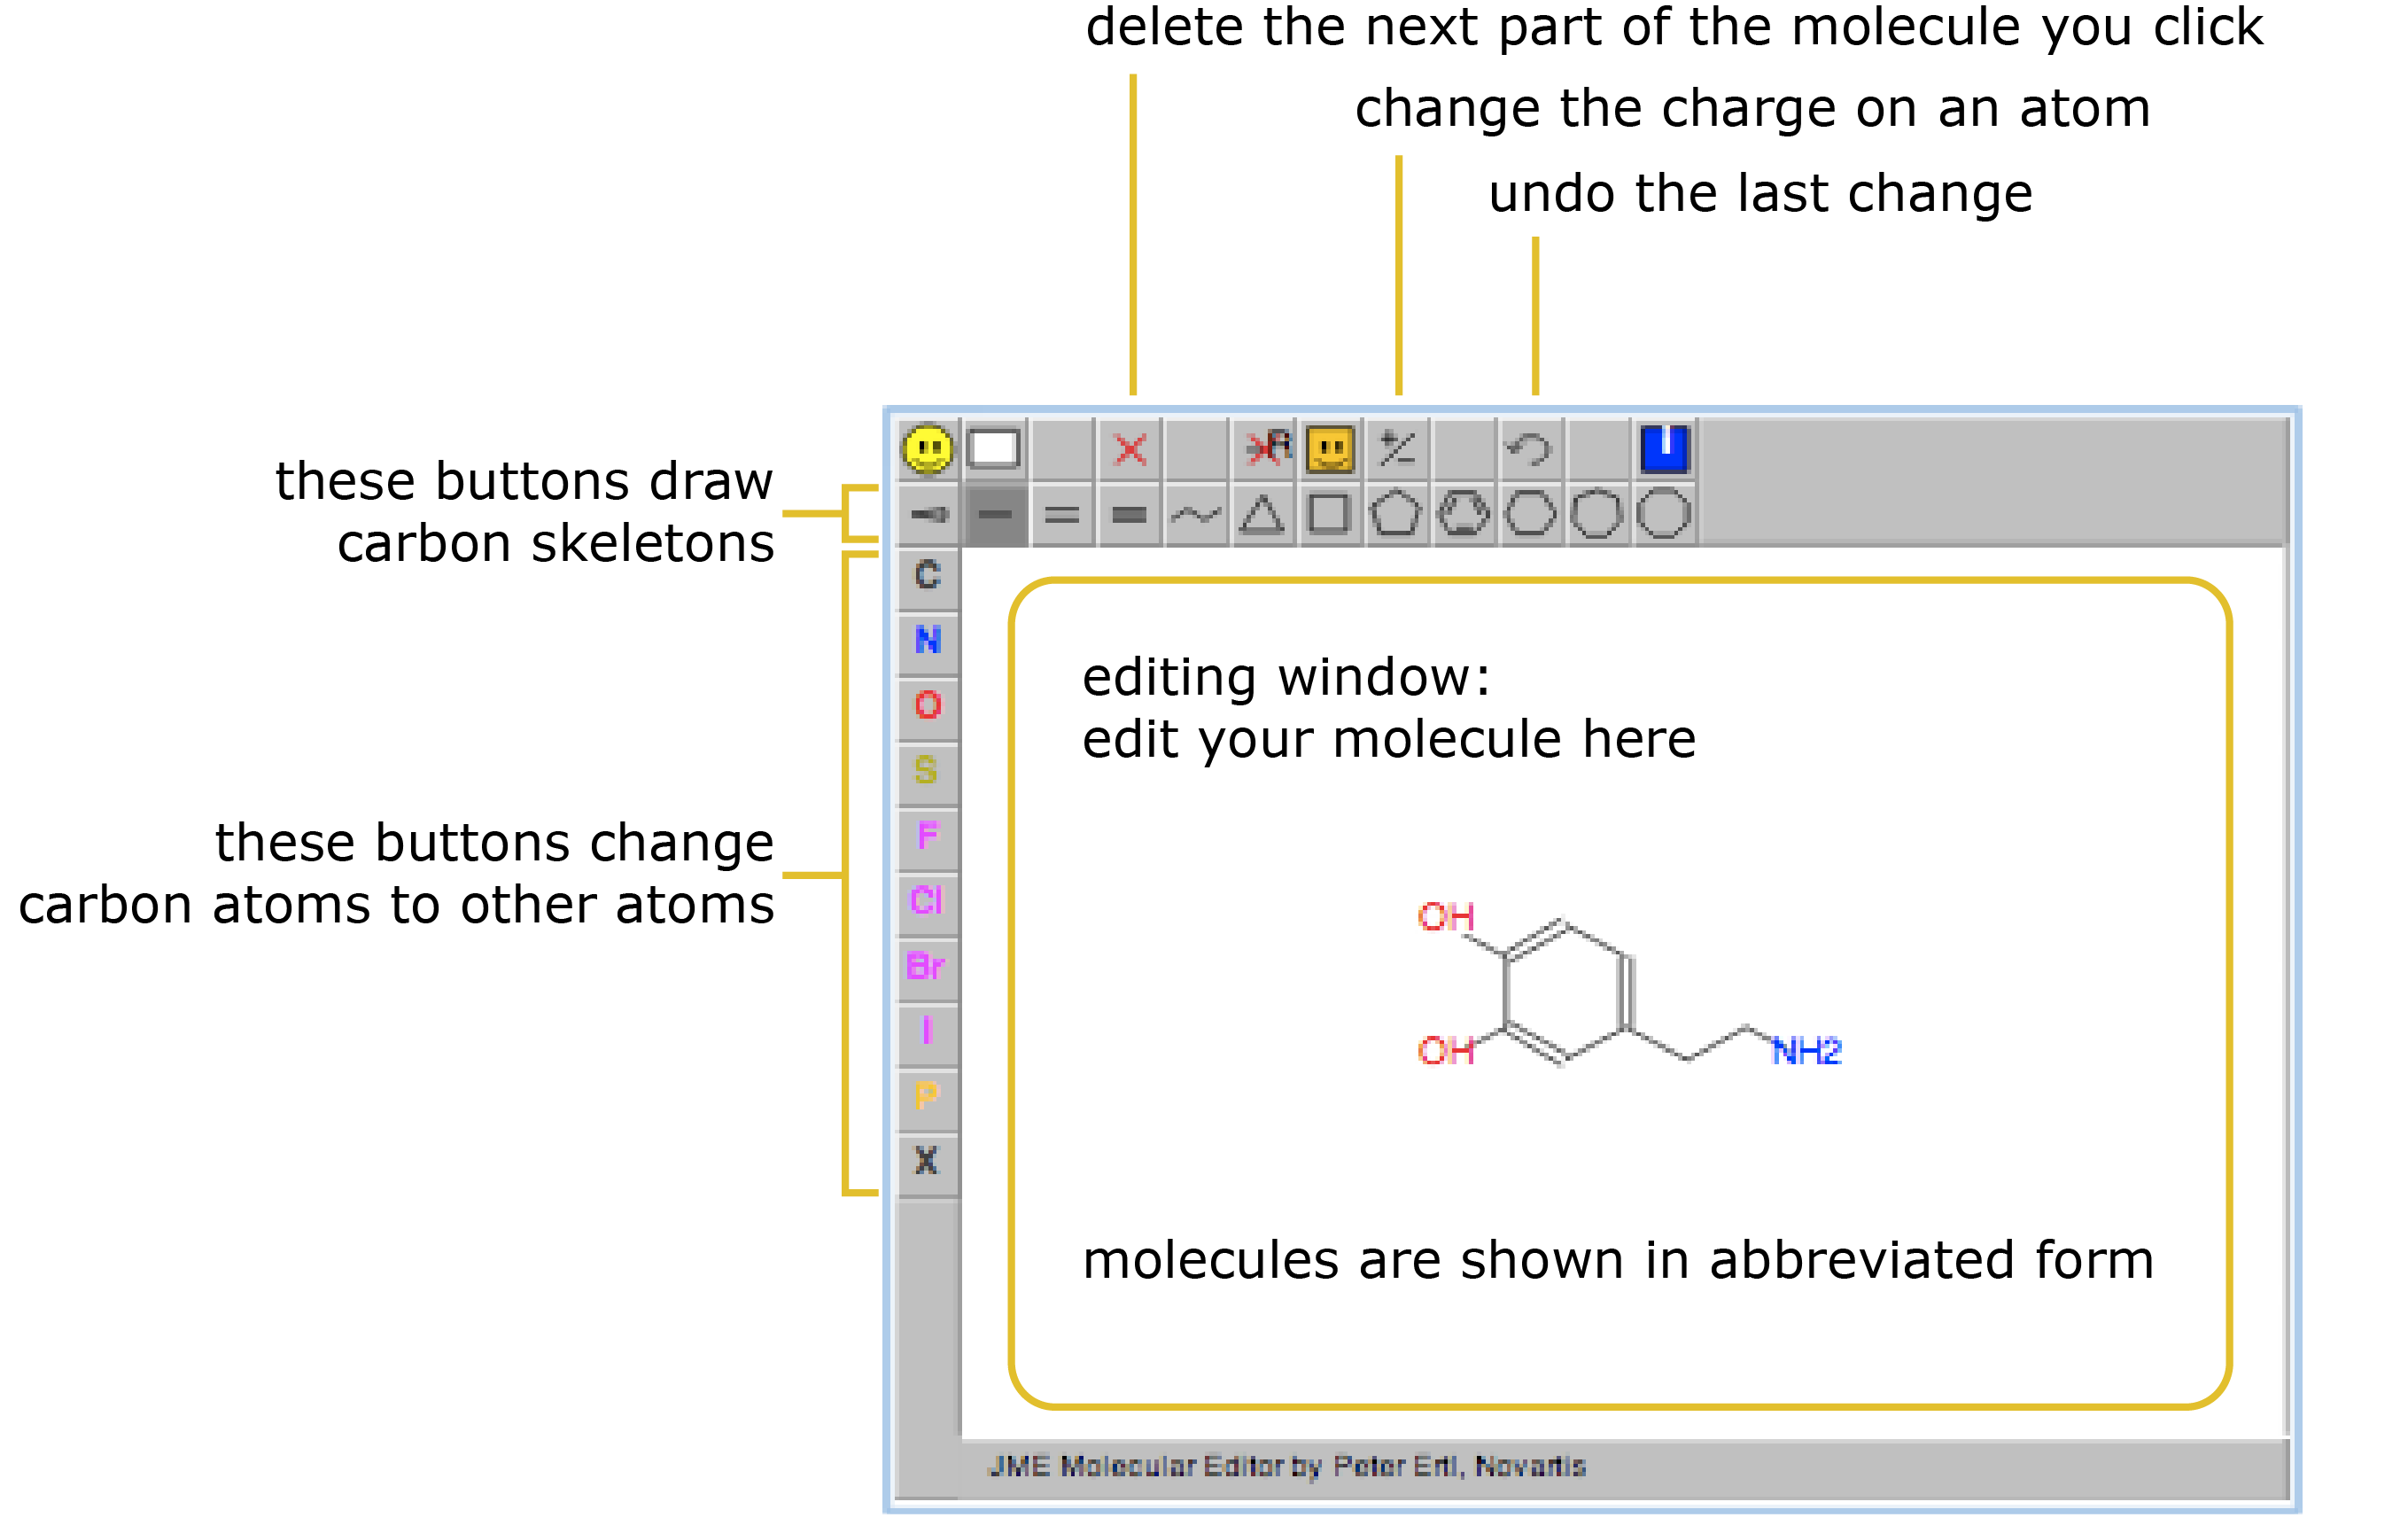 delete the next part of the molecule you click
change the charge on an atom
undo the last change
these buttons draw
carbon skeletons
these buttons change
carbon atoms to other atoms
C
N
O
S
F
Cl
Br
I
P
X
editing window:
edit your molecule here
OH
OH
NH2
molecules are shown in abbreviated form
JME Molecular Editor by Peter Ertl, Novartis